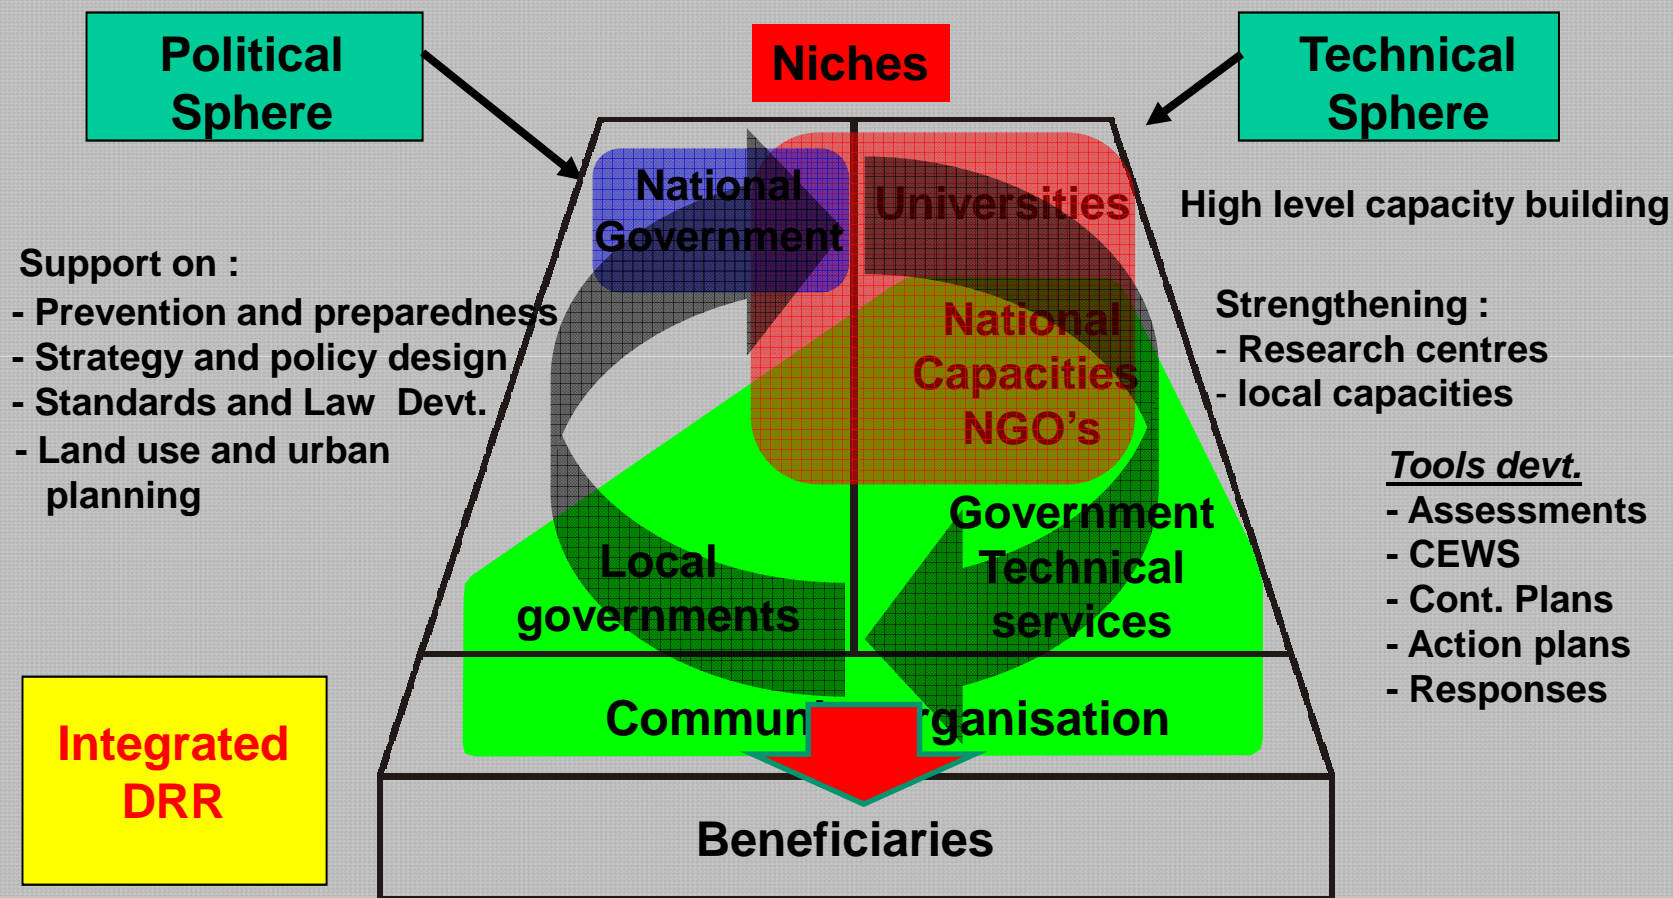 Political
Sphere
Niches
Technical
Sphere
National
Government
Universities
High level capacity building
Support on :
- Prevention and preparedness
- Strategy and policy design
- Standards and Law Devt.
- Land use and urban
planning
National
Capacities
NGO's
Strengthening :
- Research centres
- local capacities
Tools devt.
- Assessments
- CEWS
- Cont. Plans
- Action plans
- Responses
Local
governments
Government
Technical
services
Integrated
DRR
Beneficiaries